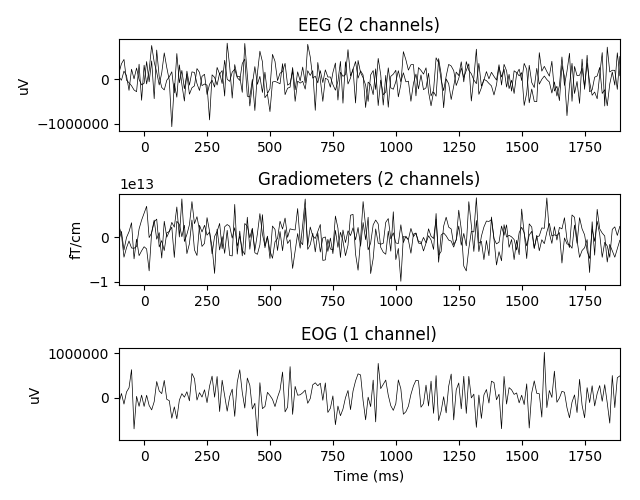 EEG (2 channels)
uV
0
−1000000
0 250 500 750 1000 1250 1500 1750
1e13
Gradiometers (2 channels)
fT/cm
0
−1
0 250 500 750 1000 1250 1500 1750
EOG (1 channel)
uV
1000000
0
0 250 500 750 1000 1250 1500 1750
Time (ms)